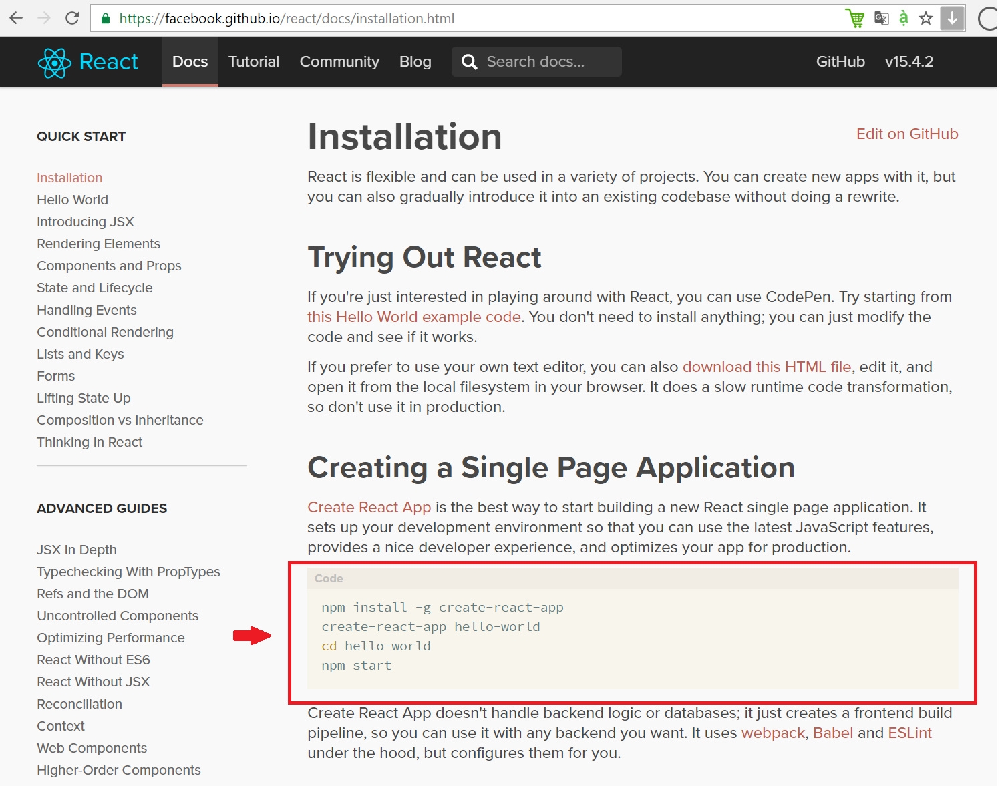 https://facebook.github.io/react/docs/installation.html
React Docs Tutorial Community Blog Search docs... GitHub v15.4.2
QUICK START
Installation
Hello World
Introducing JSX
Rendering Elements
Components and Props
State and Lifecycle
Handling Events
Conditional Rendering
Lists and Keys
Forms
Lifting State Up
Composition vs Inheritance
Thinking In React
ADVANCED GUIDES
JSX In Depth
Typechecking With PropTypes
Refs and the DOM
Uncontrolled Components
Optimizing Performance
React Without ES6
React Without JSX
Reconciliation
Context
Web Components
Higher-Order Components
Installation
Edit on GitHub
React is flexible and can be used in a variety of projects. You can create new apps with it, but
you can also gradually introduce it into an existing codebase without doing a rewrite.
Trying Out React
If you're just interested in playing around with React, you can use CodePen. Try starting from
this Hello World example code. You don't need to install anything; you can just modify the
code and see if it works.
If you prefer to use your own text editor, you can also download this HTML file, edit it, and
open it from the local filesystem in your browser. It does a slow runtime code transformation,
so don't use it in production.
Creating a Single Page Application
Create React App is the best way to start building a new React single page application. It
sets up your development environment so that you can use the latest JavaScript features,
provides a nice developer experience, and optimizes your app for production.
Code
npm install -g create-react-app
create-react-app hello-world
cd hello-world
npm start
Create React App doesn't handle backend logic or databases; it just creates a frontend build
pipeline, so you can use it with any backend you want. It uses webpack, Babel and ESLint
under the hood, but configures them for you.